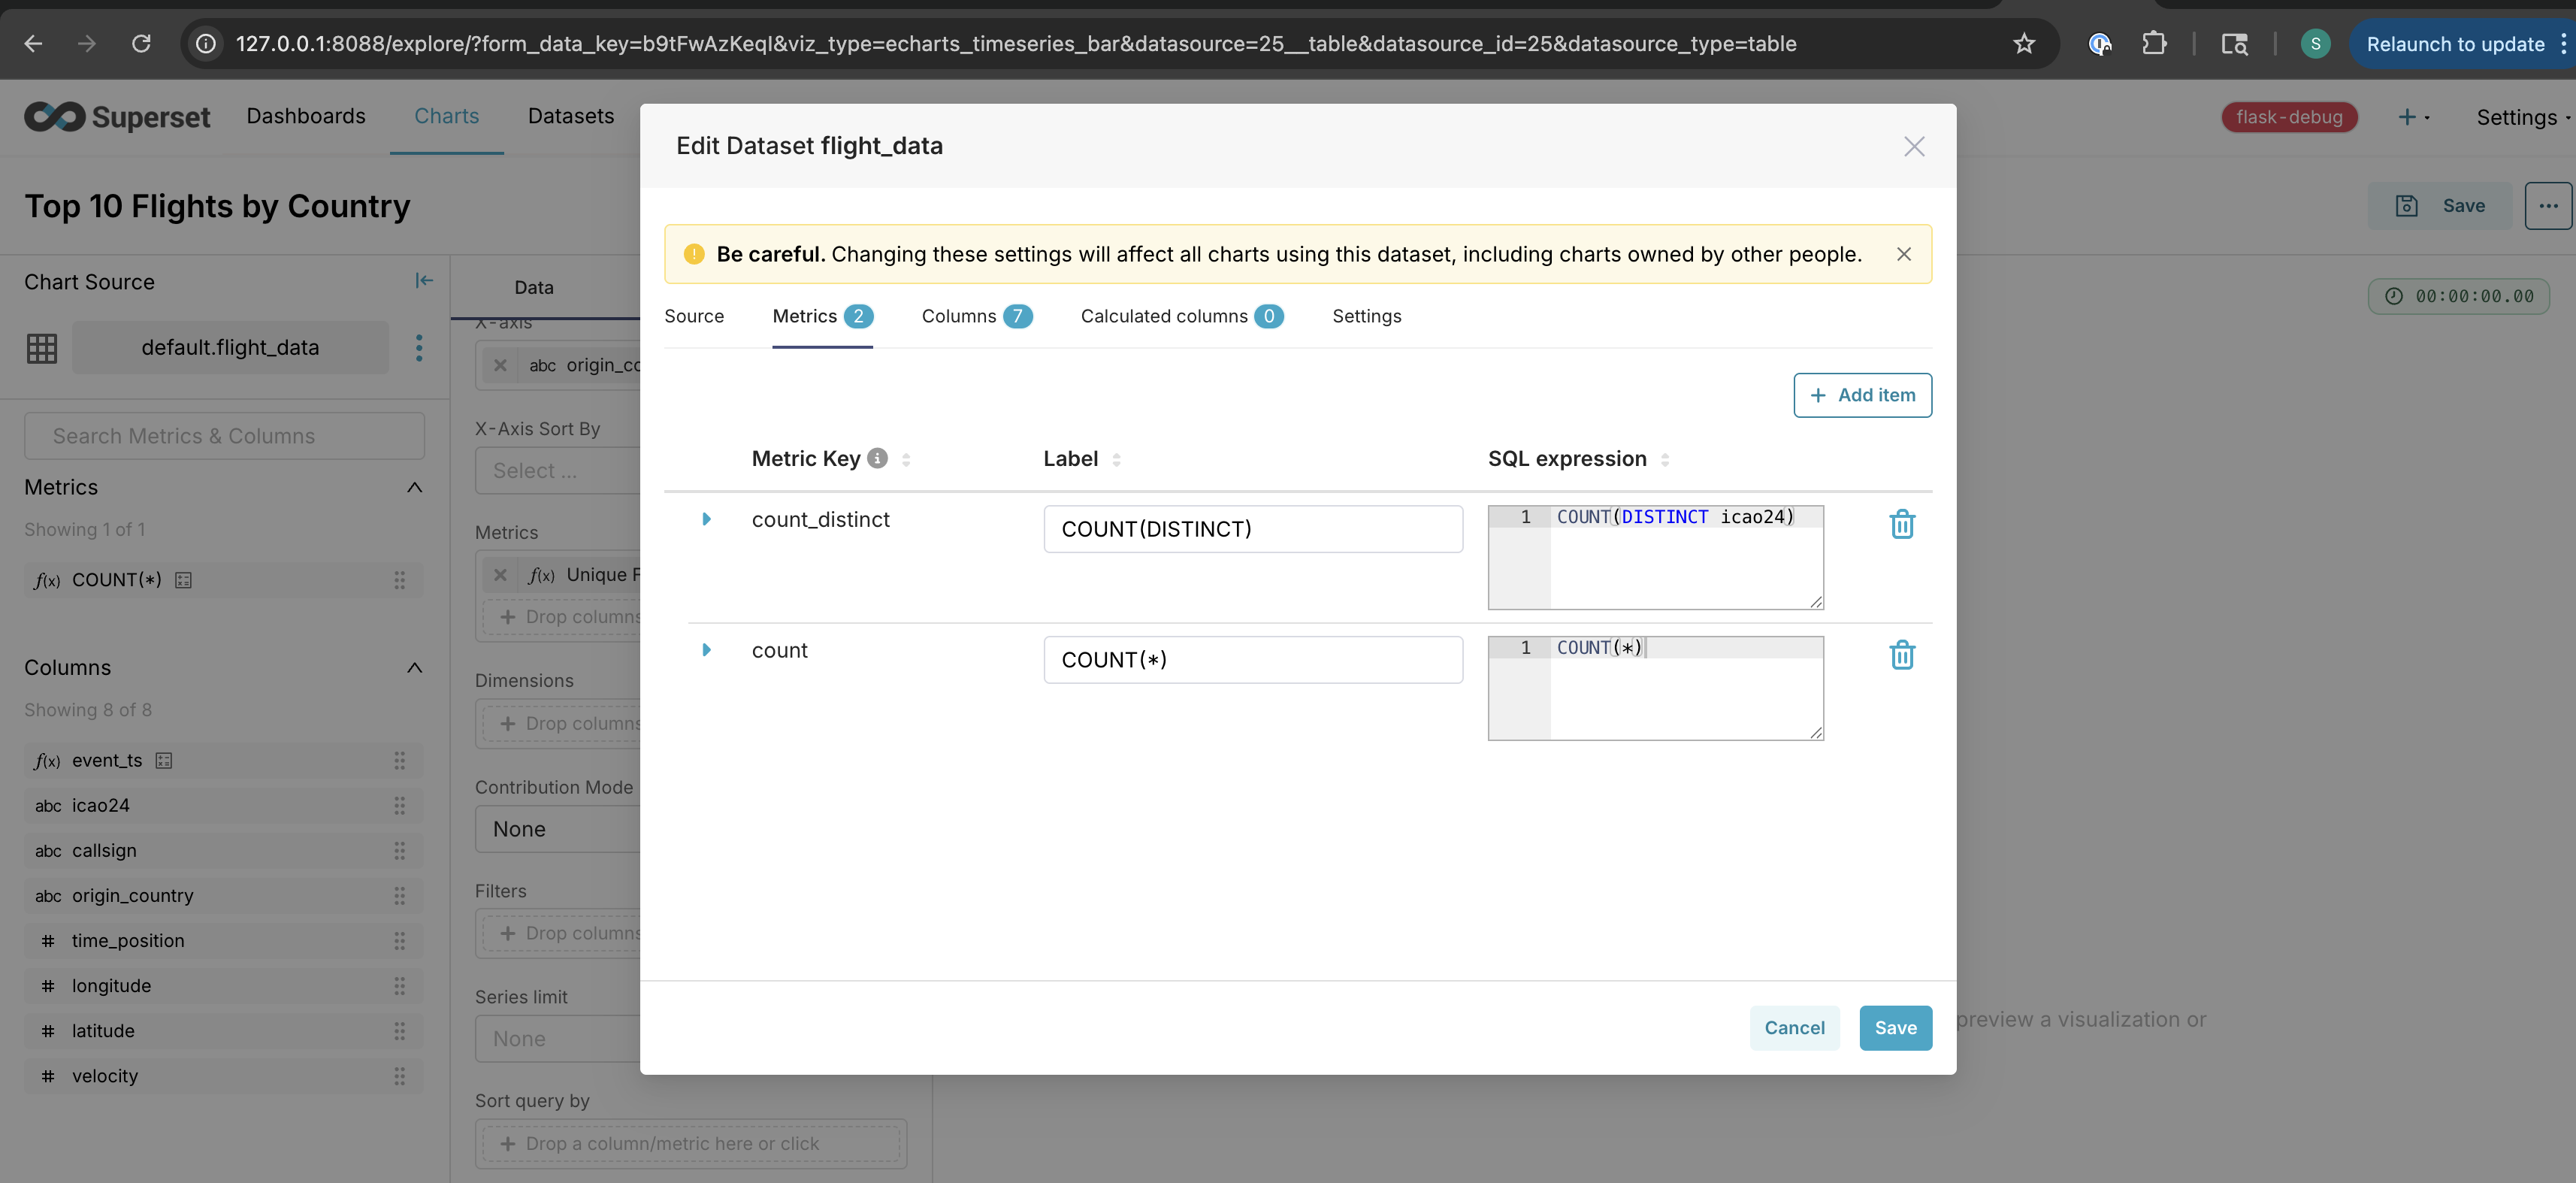 127.0.0.1:8088/explore/?form_data_key=b9tFwAzKeqI&viz_type=echarts_timeseries_bar&datasource=25__table&datasource_id=25&datasource_type=table
S
Relaunch to update
Superset
Dashboards
Charts
Datasets
flask-debug
Settings
Top 10 Flights by Country
Save
Chart Source
default.flight_data
Search Metrics & Columns
Metrics
Showing 1 of 1
f(x) COUNT(*)
Columns
Showing 8 of 8
f(x) event_ts
abc icao24
abc callsign
abc origin_country
# time_position
# longitude
# latitude
# velocity
Data
X-axis
abc origin_co
X-Axis Sort By
Select ...
Metrics
f(x) Unique F
Drop columns
Dimensions
Drop columns
Contribution Mode
None
Filters
Drop columns
Series limit
None
Sort query by
Drop a column/metric here or click
Edit Dataset flight_data
Be careful. Changing these settings will affect all charts using this dataset, including charts owned by other people.
Source
Metrics 2
Columns 7
Calculated columns 0
Settings
+ Add item
Metric Key
Label
SQL expression
count_distinct
COUNT(DISTINCT)
1 COUNT(DISTINCT icao24)
count
COUNT(*)
1 COUNT(*)
Cancel
Save
00:00:00.00
preview a visualization or